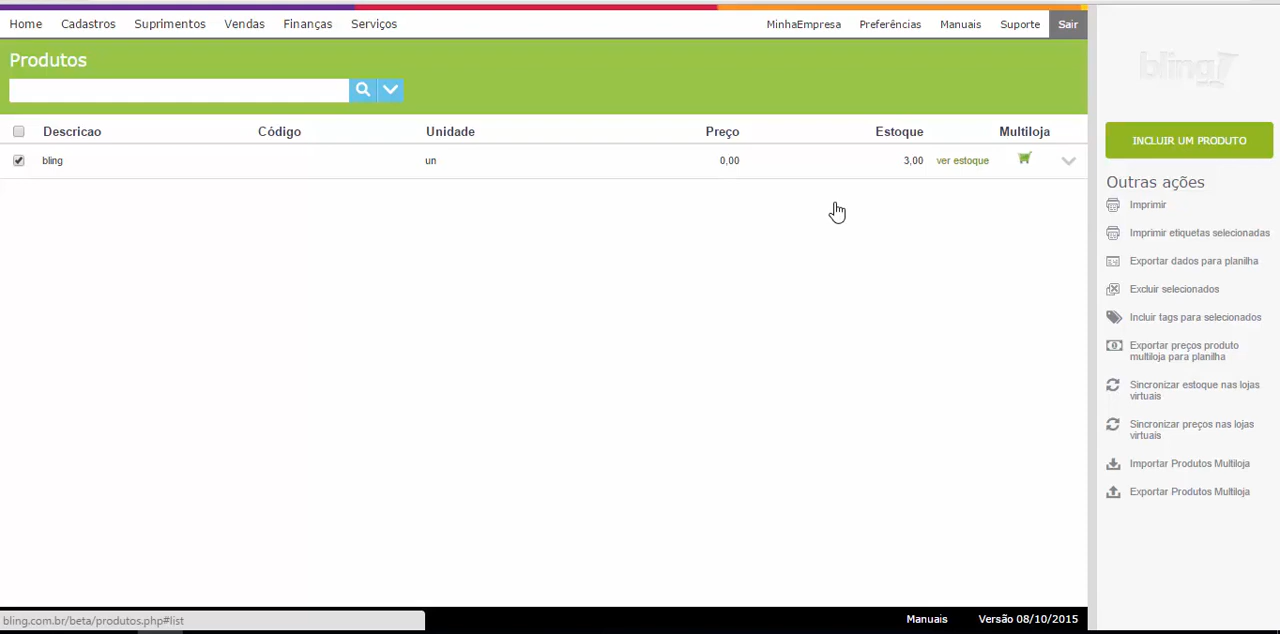 Home Cadastros Suprimentos Vendas Finanças Serviços MinhaEmpresa Preferências Manuais Suporte Sair
Produtos
Descricao Código Unidade Preço Estoque Multiloja
bling un 0,00 3,00 ver estoque
bling
INCLUIR UM PRODUTO
Outras ações
Imprimir
Imprimir etiquetas selecionadas
Exportar dados para planilha
Excluir selecionados
Incluir tags para selecionados
Exportar preços produto
multiloja para planilha
Sincronizar estoque nas lojas
virtuais
Sincronizar preços nas lojas
virtuais
Importar Produtos Multiloja
Exportar Produtos Multiloja
Manuais Versão 08/10/2015
bling.com.br/beta/produtos.php#list